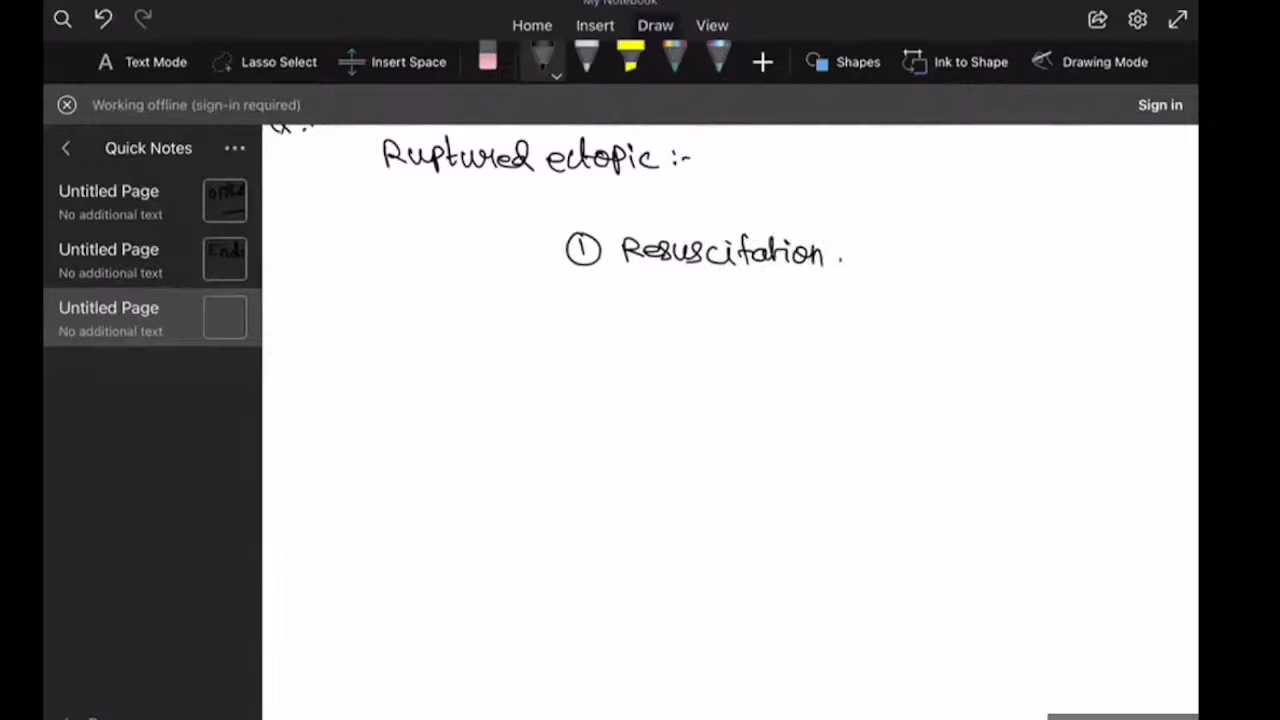 My Notebook
Home Insert Draw View
Text Mode Lasso Select Insert Space Shapes Ink to Shape Drawing Mode
Working offline (sign-in required) Sign in
Quick Notes
Untitled Page
No additional text
Untitled Page
No additional text
Untitled Page
No additional text
Ruptured ectopic :-
① Resuscitation .